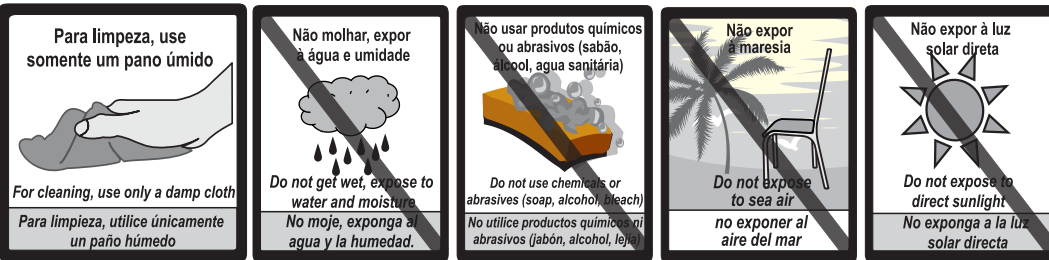 Para limpeza, use
somente um pano úmido
For cleaning, use only a damp cloth
Para limpieza, utilice únicamente
un paño húmedo
Não molhar, expor
à água e umidade
Do not get wet, expose to
water and moisture
No moje, exponga al
agua y la humedad.
Não usar produtos químicos
ou abrasivos (sabão,
álcool, agua sanitária)
Do not use chemicals or
abrasives (soap, alcohol, bleach)
No utilice productos químicos ni
abrasivos (jabón, alcohol, lejía)
Não expor
à maresia
Do not expose
to sea air
no exponer al
aire del mar
Não expor à luz
solar direta
Do not expose to
direct sunlight
No exponga a la luz
solar directa